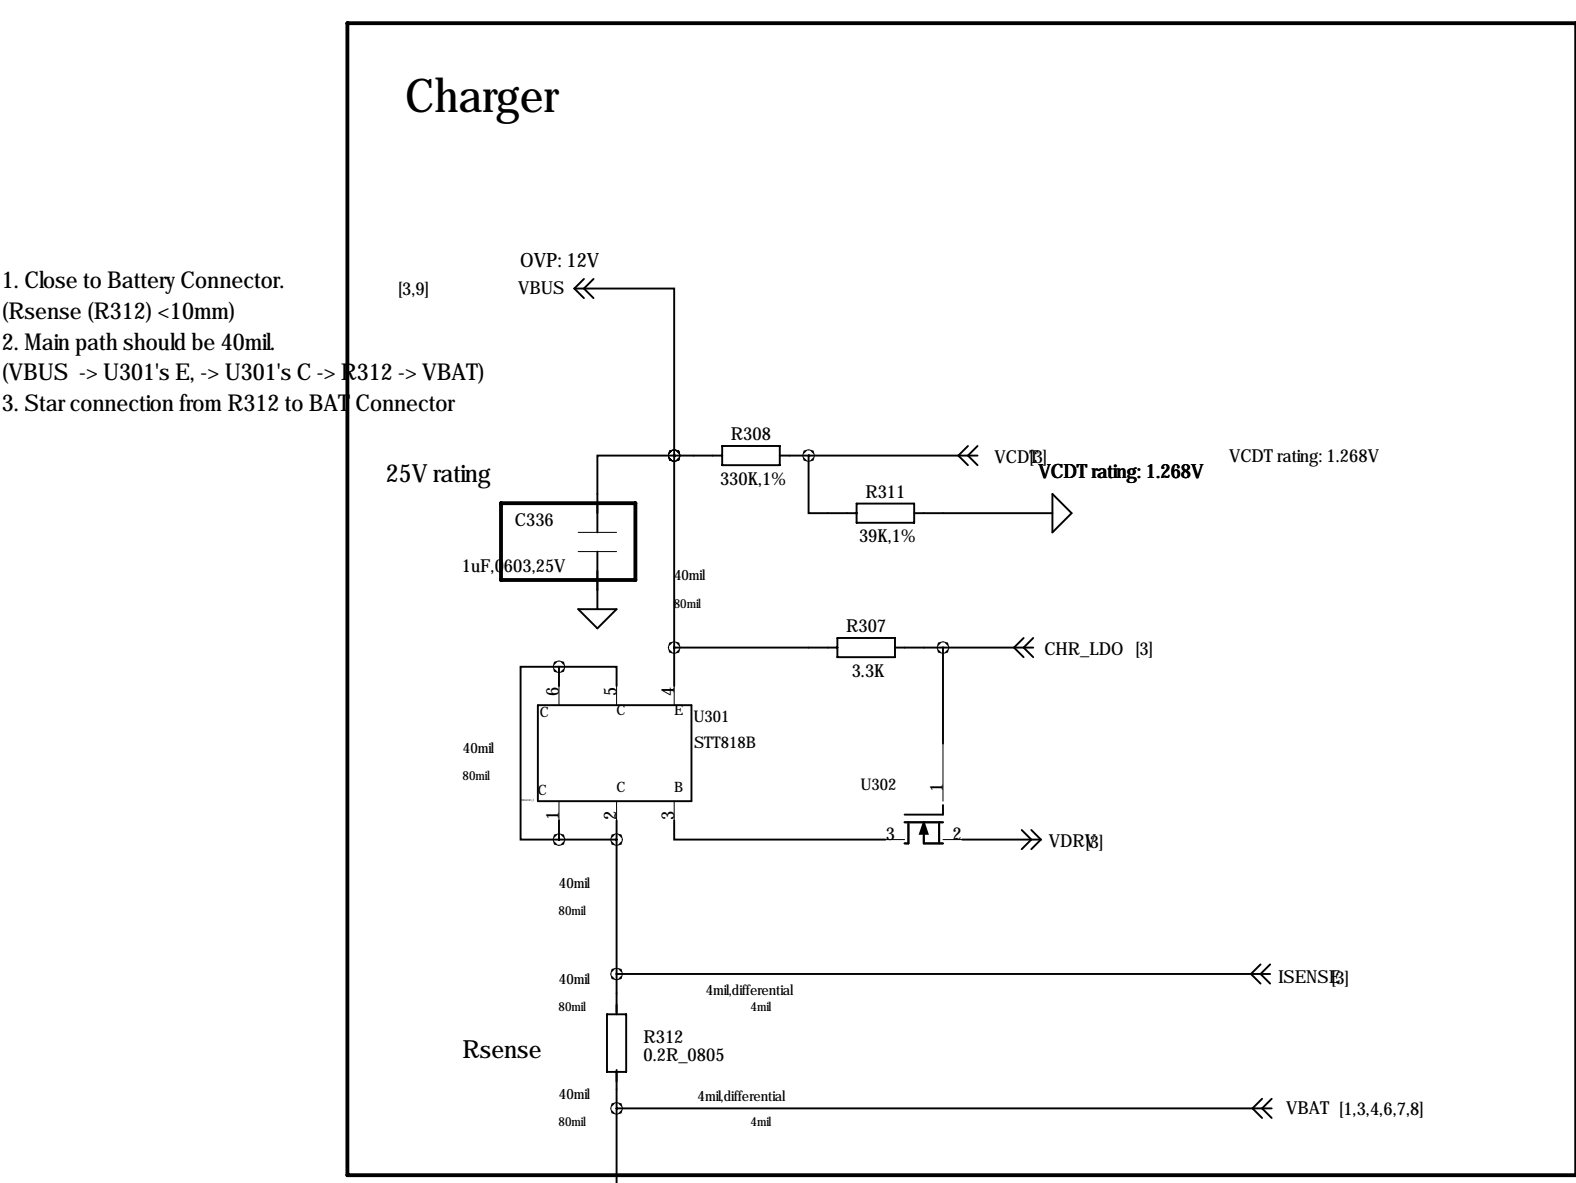 Charger
1. Close to Battery Connector.
(Rsense (R312) <10mm)
2. Main path should be 40mil.
(VBUS -> U301's E, -> U301's C -> R312 -> VBAT)
3. Star connection from R312 to BAT Connector
OVP: 12V
[3,9] VBUS
25V rating
C336
1uF,0603,25V
R308
330K,1%
VCDT[3]
VCDT rating: 1.268V
VCDT rating: 1.268V
R311
39K,1%
40mil
80mil
R307
3.3K
CHR_LDO [3]
6 5 4
C C E
U301
STT818B
40mil
80mil
C C B
1 2 3
U302
1
3 2
VDRV[3]
40mil
80mil
40mil
80mil
4mil,differential
4mil
ISENSE[3]
Rsense
R312
0.2R_0805
40mil
80mil
4mil,differential
4mil
VBAT [1,3,4,6,7,8]